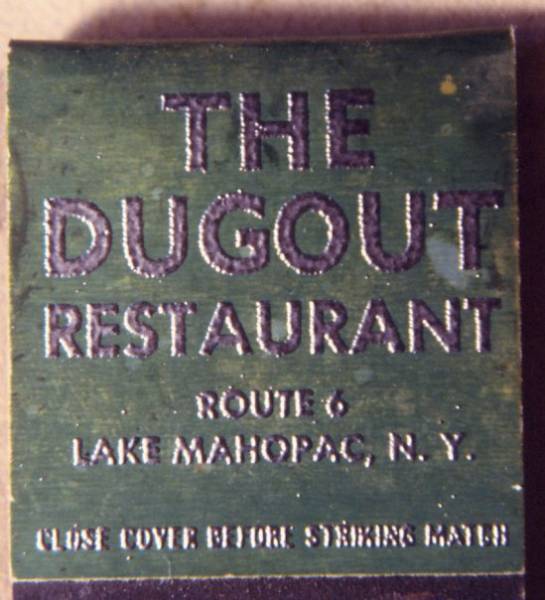 THE
DUGOUT
RESTAURANT
ROUTE 6
LAKE MAHOPAC, N. Y.
CLOSE COVER BEFORE STRIKING MATCH